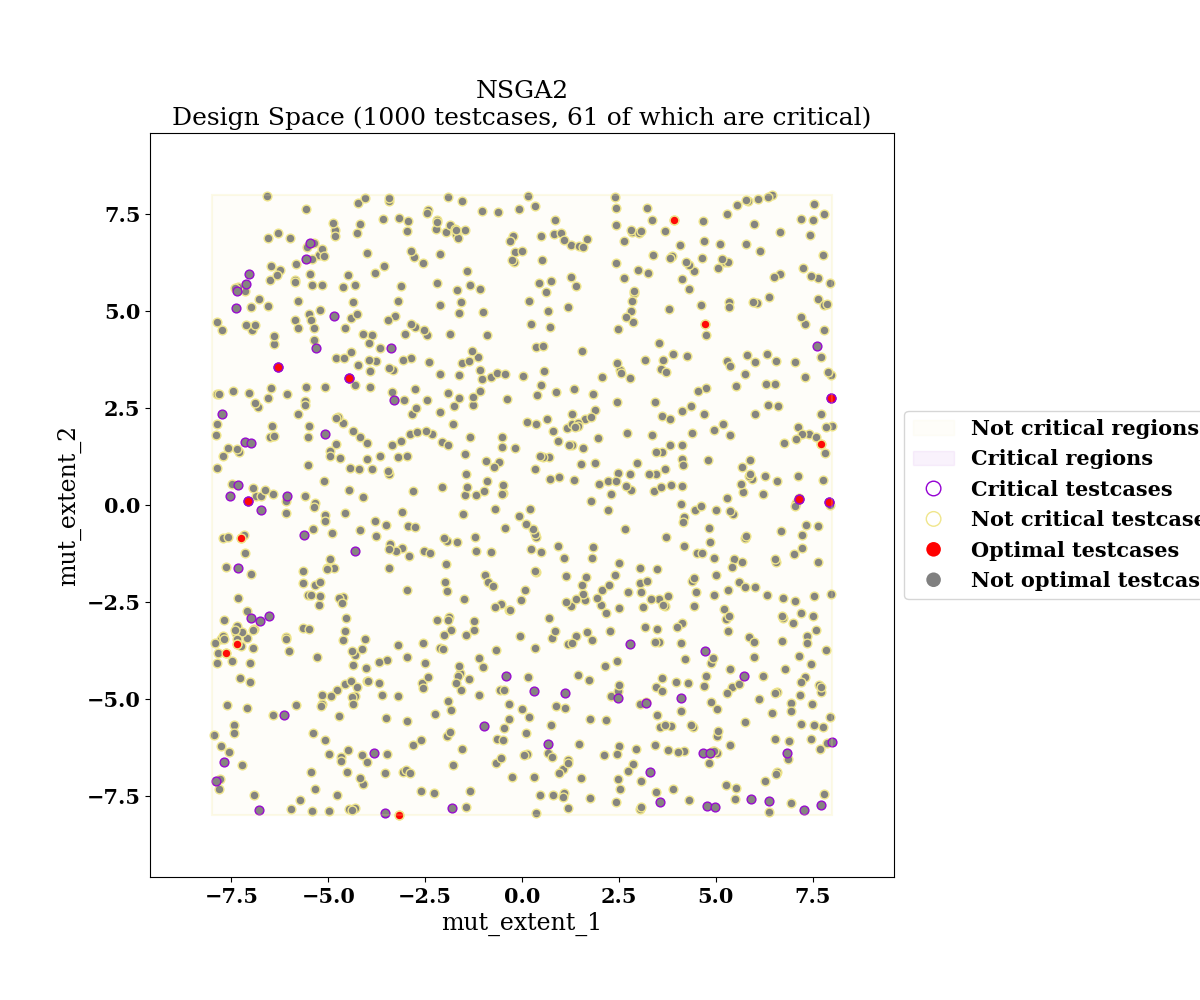 NSGA2
Design Space (1000 testcases, 61 of which are critical)
mut_extent_2
7.5
5.0
2.5
0.0
−2.5
−5.0
−7.5
−7.5
−5.0
−2.5
0.0
2.5
5.0
7.5
mut_extent_1
Not critical regions
Critical regions
Critical testcases
Not critical testcase
Optimal testcases
Not optimal testcas